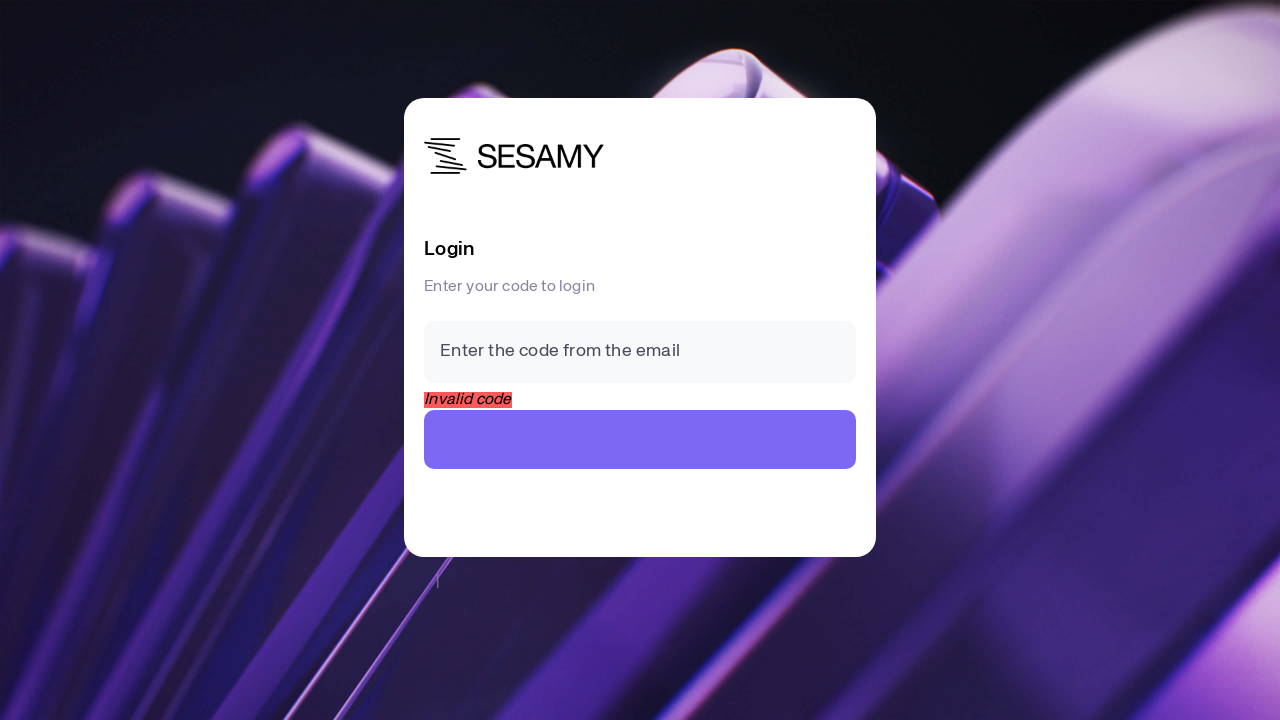 SESAMY
Login
Enter your code to login
Enter the code from the email
Invalid code